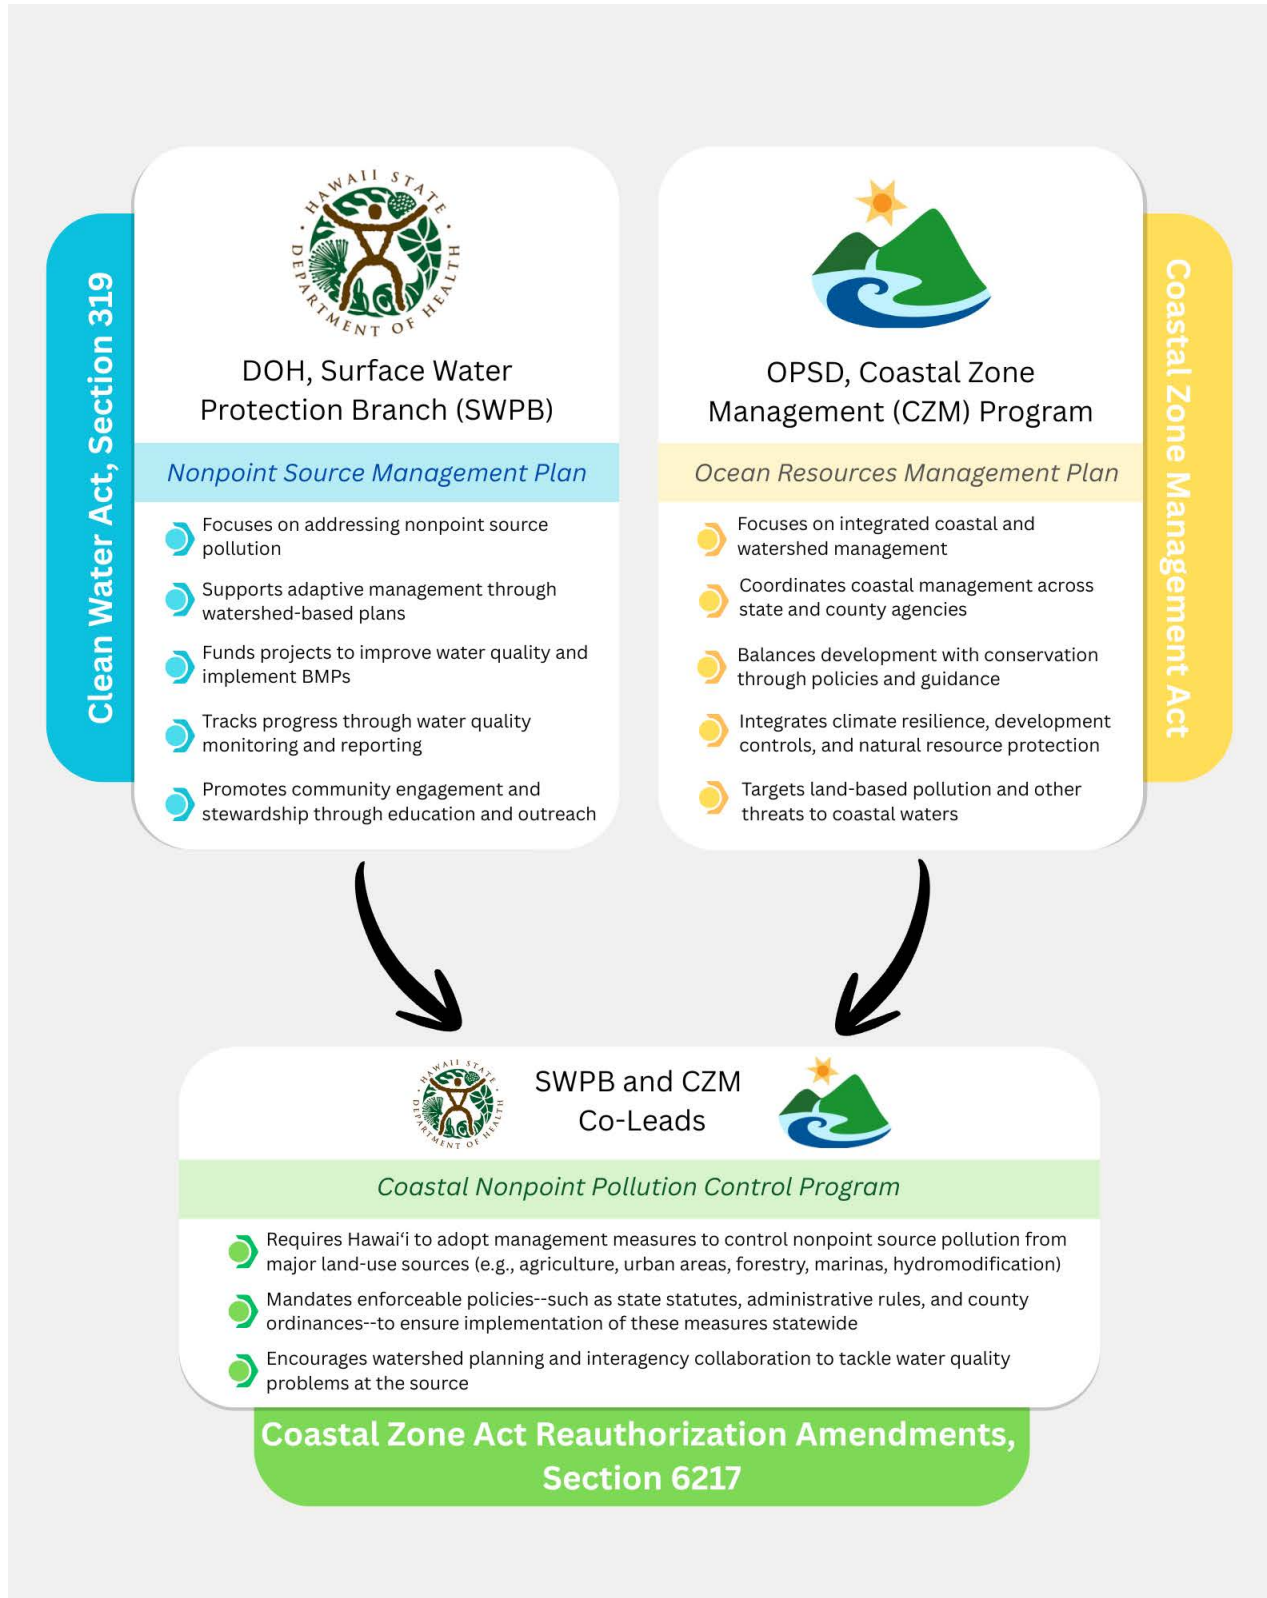 Clean Water Act, Section 319
HAWAII STATE
DEPARTMENT OF HEALTH
DOH, Surface Water
Protection Branch (SWPB)
Nonpoint Source Management Plan
Focuses on addressing nonpoint source
pollution
Supports adaptive management through
watershed-based plans
Funds projects to improve water quality and
implement BMPs
Tracks progress through water quality
monitoring and reporting
Promotes community engagement and
stewardship through education and outreach
OPSD, Coastal Zone
Management (CZM) Program
Ocean Resources Management Plan
Focuses on integrated coastal and
watershed management
Coordinates coastal management across
state and county agencies
Balances development with conservation
through policies and guidance
Integrates climate resilience, development
controls, and natural resource protection
Targets land-based pollution and other
threats to coastal waters
Coastal Zone Management Act
HAWAII STATE
DEPARTMENT OF HEALTH
SWPB and CZM
Co-Leads
Coastal Nonpoint Pollution Control Program
Requires Hawaiʻi to adopt management measures to control nonpoint source pollution from
major land-use sources (e.g., agriculture, urban areas, forestry, marinas, hydromodification)
Mandates enforceable policies--such as state statutes, administrative rules, and county
ordinances--to ensure implementation of these measures statewide
Encourages watershed planning and interagency collaboration to tackle water quality
problems at the source
Coastal Zone Act Reauthorization Amendments,
Section 6217